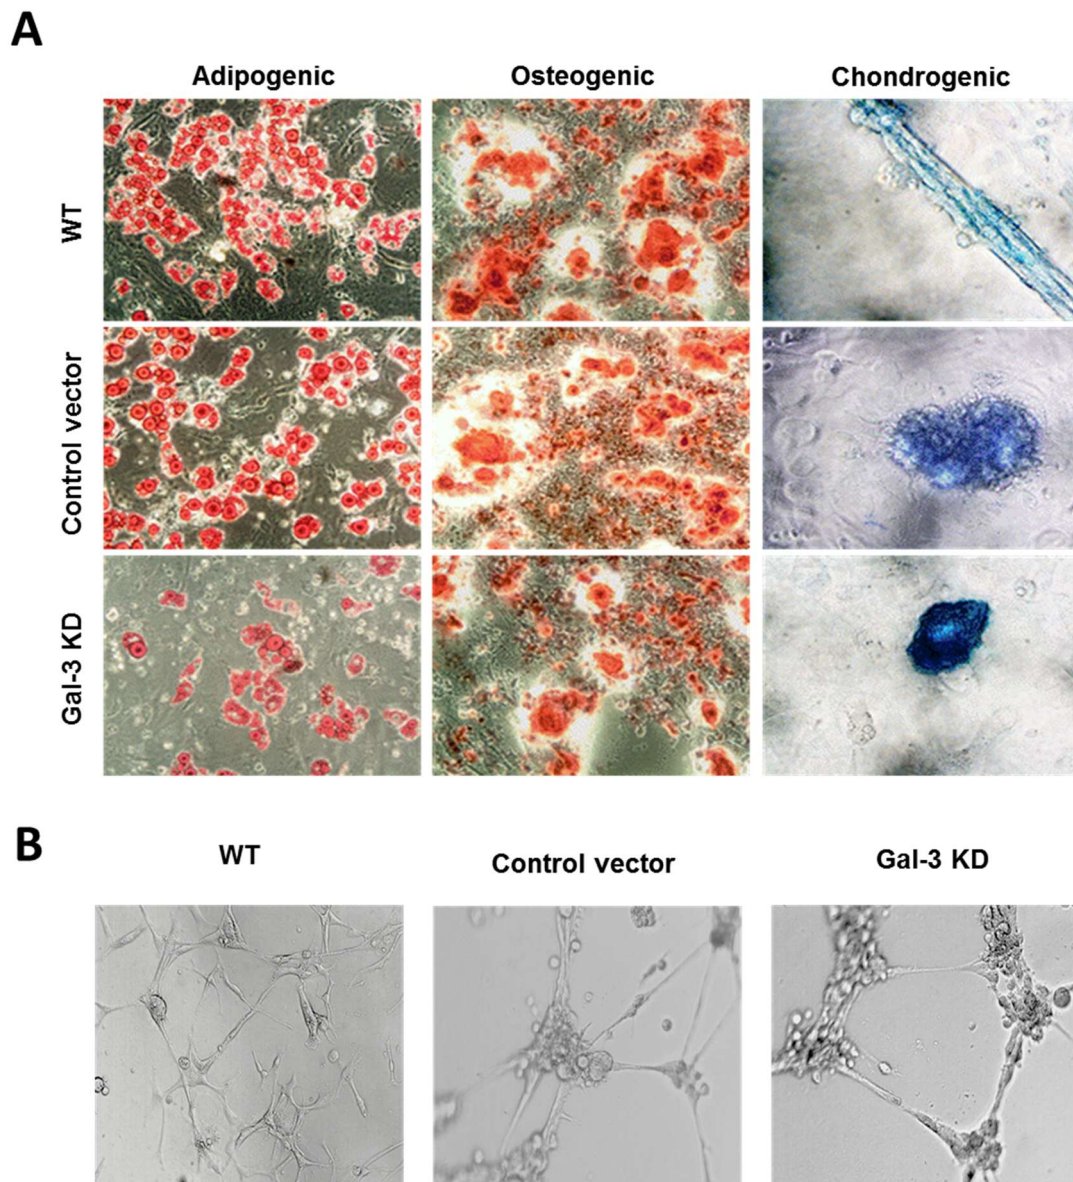 A
Adipogenic Osteogenic Chondrogenic
WT
Control vector
Gal-3 KD
B
WT Control vector Gal-3 KD